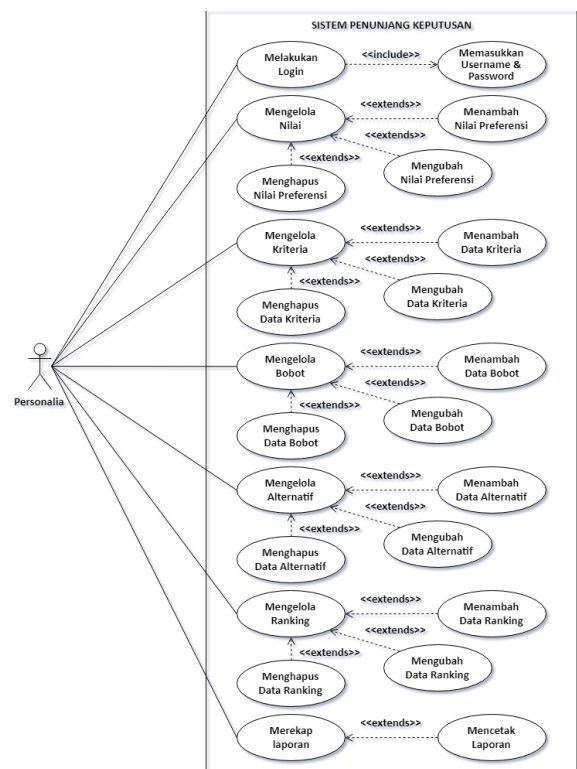 SISTEM PENUNJANG KEPUTUSAN
Melakukan
Login
<<include>>
Memasukkan
Username &
Password
Mengelola
Nilai
<<extends>>
Menambah
Nilai Preferensi
<<extends>>
Mengubah
Nilai Preferensi
<<extends>>
Menghapus
Nilai Preferensi
Mengelola
Kriteria
<<extends>>
Menambah
Data Kriteria
<<extends>>
Mengubah
Data Kriteria
<<extends>>
Menghapus
Data Kriteria
Personalia
Mengelola
Bobot
<<extends>>
Menambah
Data Bobot
<<extends>>
Mengubah
Data Bobot
<<extends>>
Menghapus
Data Bobot
Mengelola
Alternatif
<<extends>>
Menambah
Data Alternatif
<<extends>>
Mengubah
Data Alternatif
<<extends>>
Menghapus
Data Alternatif
Mengelola
Ranking
<<extends>>
Menambah
Data Ranking
<<extends>>
Mengubah
Data Ranking
<<extends>>
Menghapus
Data Ranking
Merekap
laporan
<<extends>>
Mencetak
Laporan